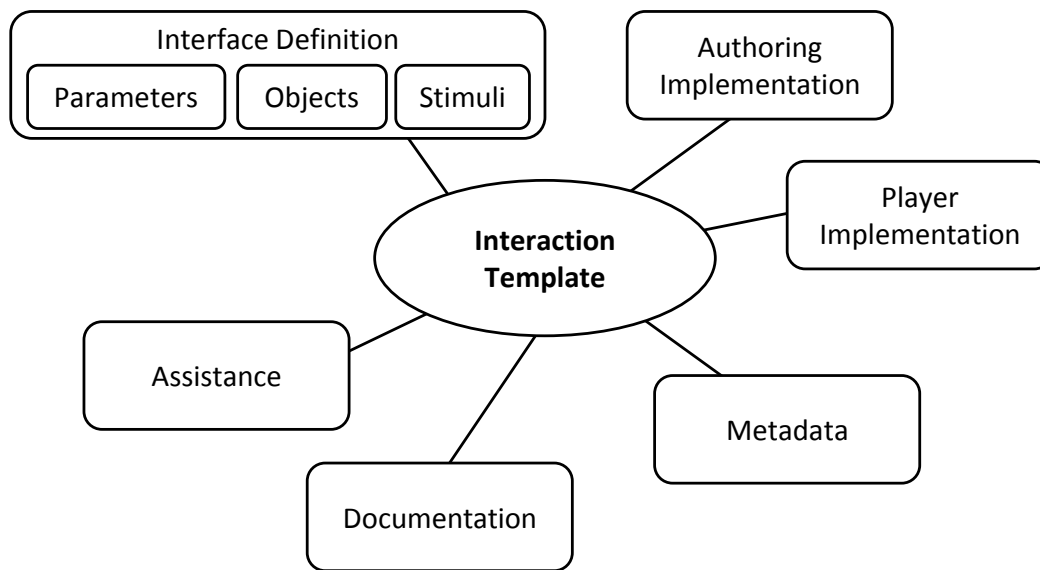 Interface Definition
Parameters
Objects
Stimuli
Authoring
Implementation
Player
Implementation
Interaction
Template
Assistance
Metadata
Documentation